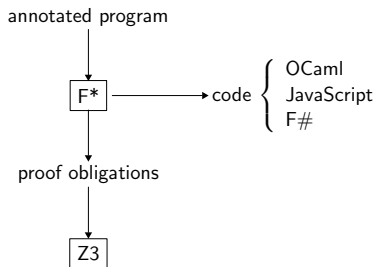 annotated program
F*
code
OCaml
JavaScript
F#
proof obligations
Z3